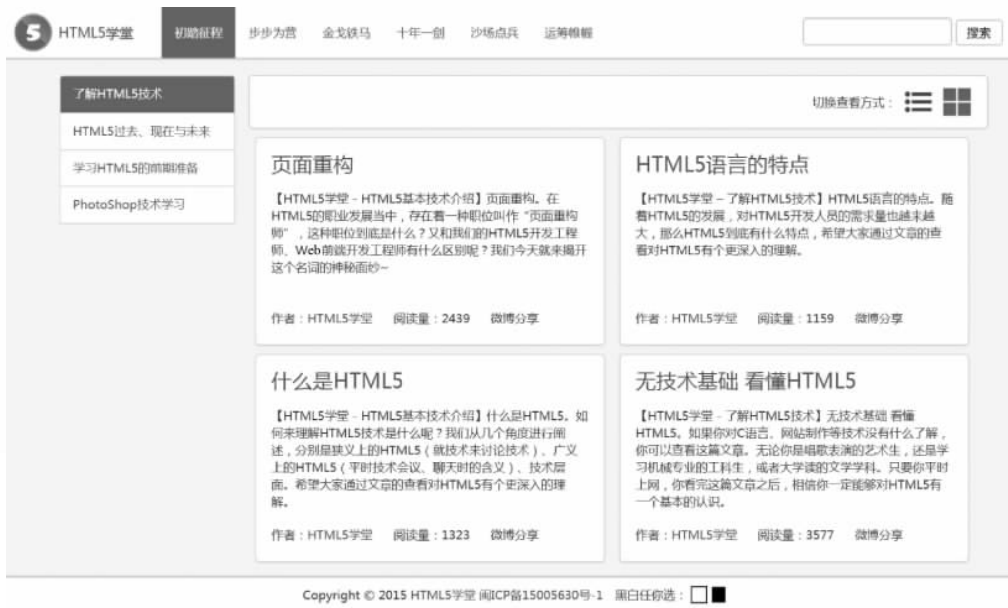 5 HTML5学堂 初踏征程 步步为营 金戈铁马 十年一剑 沙场点兵 运筹帷幄 搜索
了解HTML5技术
HTML5过去、现在与未来
学习HTML5的前期准备
PhotoShop技术学习
切换查看方式：
页面重构
【HTML5学堂 - HTML5基本技术介绍】页面重构。在
HTML5的职业发展当中，存在着一种职位叫作“页面重构
师”，这种职位到底是什么？又和我们的HTML5开发工程
师、Web前端开发工程师有什么区别呢？我们今天就来揭开
这个名词的神秘面纱~
作者：HTML5学堂 阅读量：2439 微博分享
HTML5语言的特点
【HTML5学堂 – 了解HTML5技术】HTML5语言的特点。随
着HTML5的发展，对HTML5开发人员的需求量也越来越
大，那么HTML5到底有什么特点，希望大家通过文章的查
看对HTML5有个更深入的理解。
作者：HTML5学堂 阅读量：1159 微博分享
什么是HTML5
【HTML5学堂 - HTML5基本技术介绍】什么是HTML5。如
何来理解HTML5技术是什么呢？我们从几个角度进行阐
述，分别是狭义上的HTML5（就技术来讨论技术）、广义
上的HTML5（平时技术会议、聊天时的含义）、技术层
面。希望大家通过文章的查看对HTML5有个更深入的理
解。
作者：HTML5学堂 阅读量：1323 微博分享
无技术基础 看懂HTML5
【HTML5学堂 - 了解HTML5技术】无技术基础 看懂
HTML5。如果你对C语言、网站制作等技术没有什么了解，
你可以查看这篇文章。无论你是唱歌表演的艺术生，还是学
习机械专业的工科生，或者大学读的文学学科。只要你平时
上网，你看完这篇文章之后，相信你一定能够对HTML5有
一个基本的认识。
作者：HTML5学堂 阅读量：3577 微博分享
Copyright © 2015 HTML5学堂 闽ICP备15005630号-1 黑白任你选：